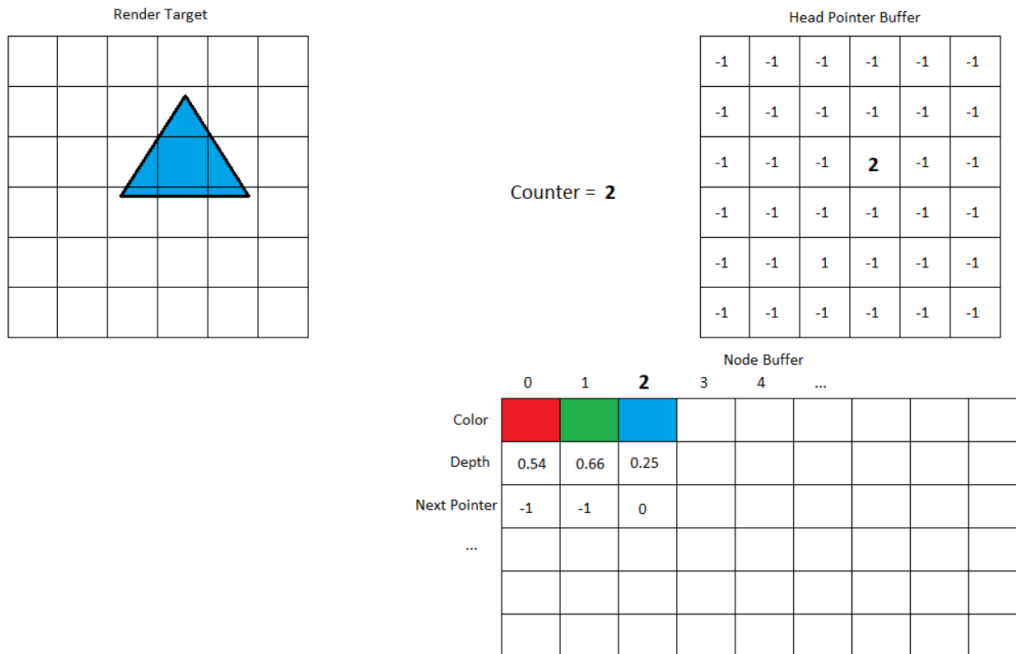 Render Target
Head Pointer Buffer
-1 -1 -1 -1 -1 -1
-1 -1 -1 -1 -1 -1
-1 -1 -1 2 -1 -1
Counter = 2
-1 -1 -1 -1 -1 -1
-1 -1 1 -1 -1 -1
-1 -1 -1 -1 -1 -1
Node Buffer
0 1 2 3 4 ...
Color
Depth 0.54 0.66 0.25
Next Pointer -1 -1 0
...